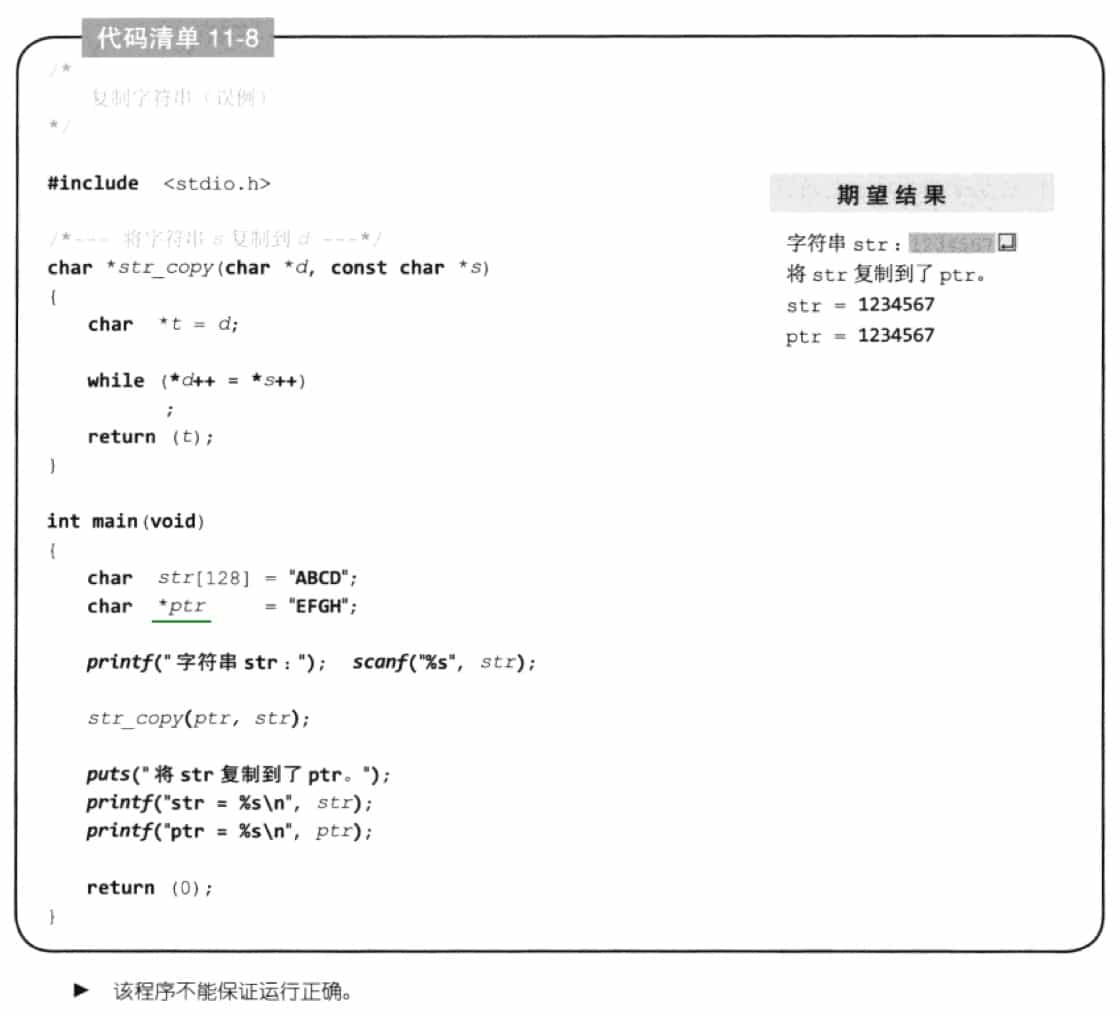 代码清单 11-8
/*
    复制字符串（误例）
*/
#include  <stdio.h>
/*--- 将字符串 s 复制到 d ---*/
char *str_copy(char *d, const char *s)
{
    char  *t = d;
    while (*d++ = *s++)
        ;
    return (t);
}
int main(void)
{
    char  str[128] = "ABCD";
    char  *ptr     = "EFGH";
    printf("字符串 str：");  scanf("%s", str);
    str_copy(ptr, str);
    puts("将 str 复制到了 ptr。");
    printf("str = %s\n", str);
    printf("ptr = %s\n", ptr);
    return (0);
}
期望结果
字符串 str：1234567
将 str 复制到了 ptr。
str = 1234567
ptr = 1234567
► 该程序不能保证运行正确。